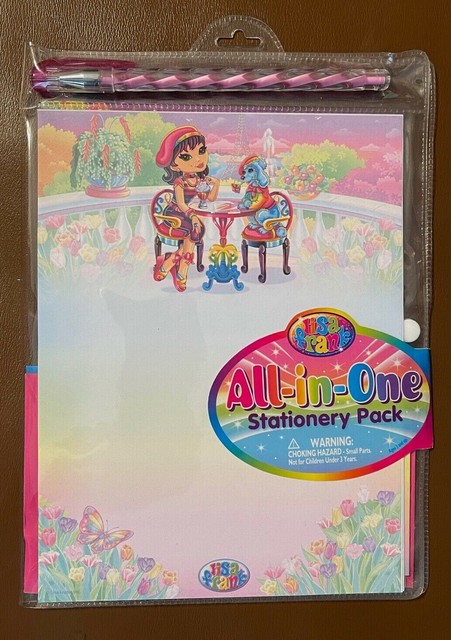 lisa
frank
All-in-One
Stationery Pack
WARNING:
CHOKING HAZARD - Small Parts.
Not for Children Under 3 Years.
lisa
frank